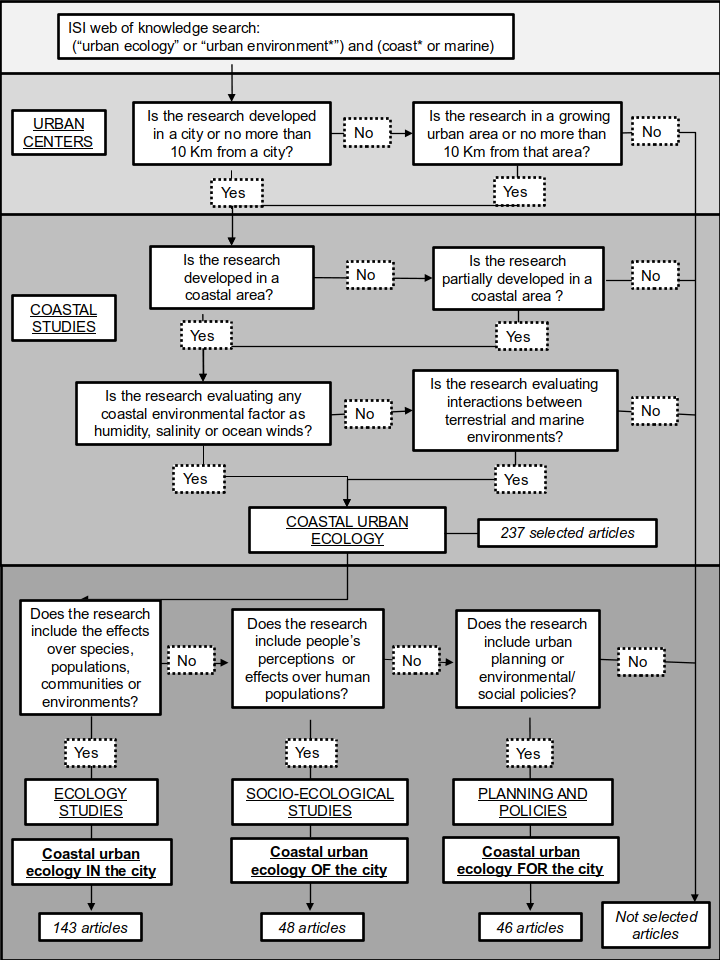 ISI web of knowledge search:
(“urban ecology” or “urban environment*”) and (coast* or marine)
URBAN
CENTERS
Is the research developed
in a city or no more than
10 Km from a city?
No
Is the research in a growing
urban area or no more than
10 Km from that area?
No
Yes
Yes
COASTAL
STUDIES
Is the research
developed in a
coastal area?
No
Is the research
partially developed in a
coastal area ?
No
Yes
Yes
Is the research evaluating any
coastal environmental factor as
humidity, salinity or ocean winds?
No
Is the research evaluating
interactions between
terrestrial and marine
environments?
No
Yes
Yes
COASTAL URBAN
ECOLOGY
237 selected articles
Does the research
include the effects
over species,
populations,
communities or
environments?
No
Does the research
include people’s
perceptions or
effects over human
populations?
No
Does the research
include urban
planning or
environmental/
social policies?
No
Yes
Yes
Yes
ECOLOGY
STUDIES
SOCIO-ECOLOGICAL
STUDIES
PLANNING AND
POLICIES
Coastal urban
ecology IN the city
Coastal urban
ecology OF the city
Coastal urban
ecology FOR the city
143 articles
48 articles
46 articles
Not selected
articles